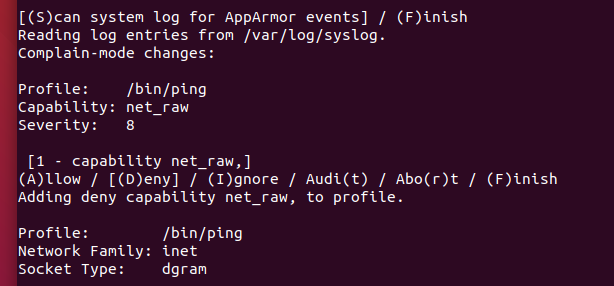 [(S)can system log for AppArmor events] / (F)inish
Reading log entries from /var/log/syslog.
Complain-mode changes:
Profile:    /bin/ping
Capability: net_raw
Severity:   8
[1 - capability net_raw,]
(A)llow / [(D)eny] / (I)gnore / Audi(t) / Abo(r)t / (F)inish
Adding deny capability net_raw, to profile.
Profile:        /bin/ping
Network Family: inet
Socket Type:    dgram